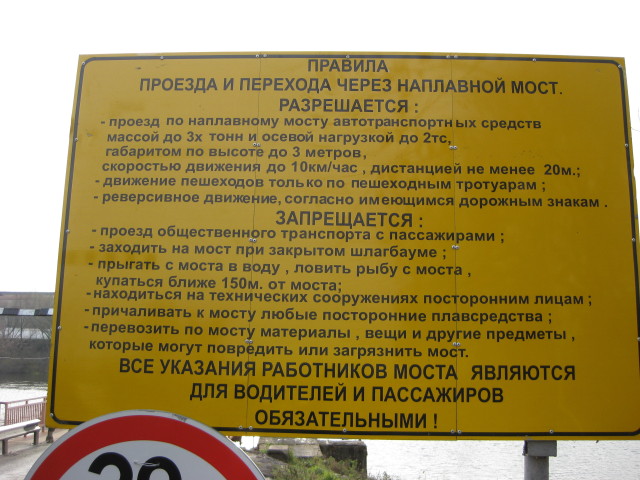 ПРАВИЛА
ПРОЕЗДА И ПЕРЕХОДА ЧЕРЕЗ НАПЛАВНОЙ МОСТ.
РАЗРЕШАЕТСЯ :
- проезд по наплавному мосту автотранспортных средств
массой до 3х тонн и осевой нагрузкой до 2тс,
габаритом по высоте до 3 метров,
скоростью движения до 10км/час , дистанцией не менее 20м.;
- движение пешеходов только по пешеходным тротуарам ;
- реверсивное движение, согласно имеющимся дорожным знакам .
ЗАПРЕЩАЕТСЯ :
- проезд общественного транспорта с пассажирами ;
- заходить на мост при закрытом шлагбауме ;
- прыгать с моста в воду , ловить рыбу с моста ,
купаться ближе 150м. от моста;
- находиться на технических сооружениях посторонним лицам ;
- причаливать к мосту любые посторонние плавсредства ;
- перевозить по мосту материалы , вещи и другие предметы ,
которые могут повредить или загрязнить мост.
ВСЕ УКАЗАНИЯ РАБОТНИКОВ МОСТА ЯВЛЯЮТСЯ
ДЛЯ ВОДИТЕЛЕЙ И ПАССАЖИРОВ
ОБЯЗАТЕЛЬНЫМИ !